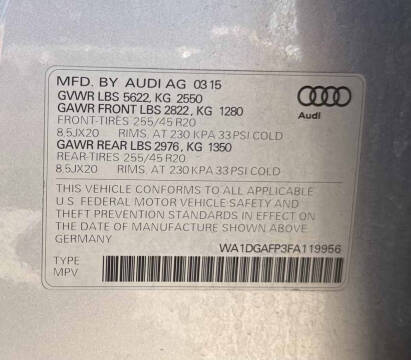 MFD. BY AUDI AG 03 15
GVWR LBS 5622, KG 2550
GAWR FRONT LBS 2822, KG 1280
FRONT-TIRES 255/45 R20
8,5JX20 RIMS. AT 230 KPA 33 PSI COLD
GAWR REAR LBS 2976, KG 1350
REAR-TIRES 255/45 R20
8,5JX20 RIMS. AT 230 KPA 33 PSI COLD
Audi
THIS VEHICLE CONFORMS TO ALL APPLICABLE
U.S FEDERAL MOTOR VEHICLE SAFETY AND
THEFT PREVENTION STANDARDS IN EFFECT ON
THE DATE OF MANUFACTURE SHOWN ABOVE
GERMANY WA1DGAFP3FA119956
TYPE
MPV